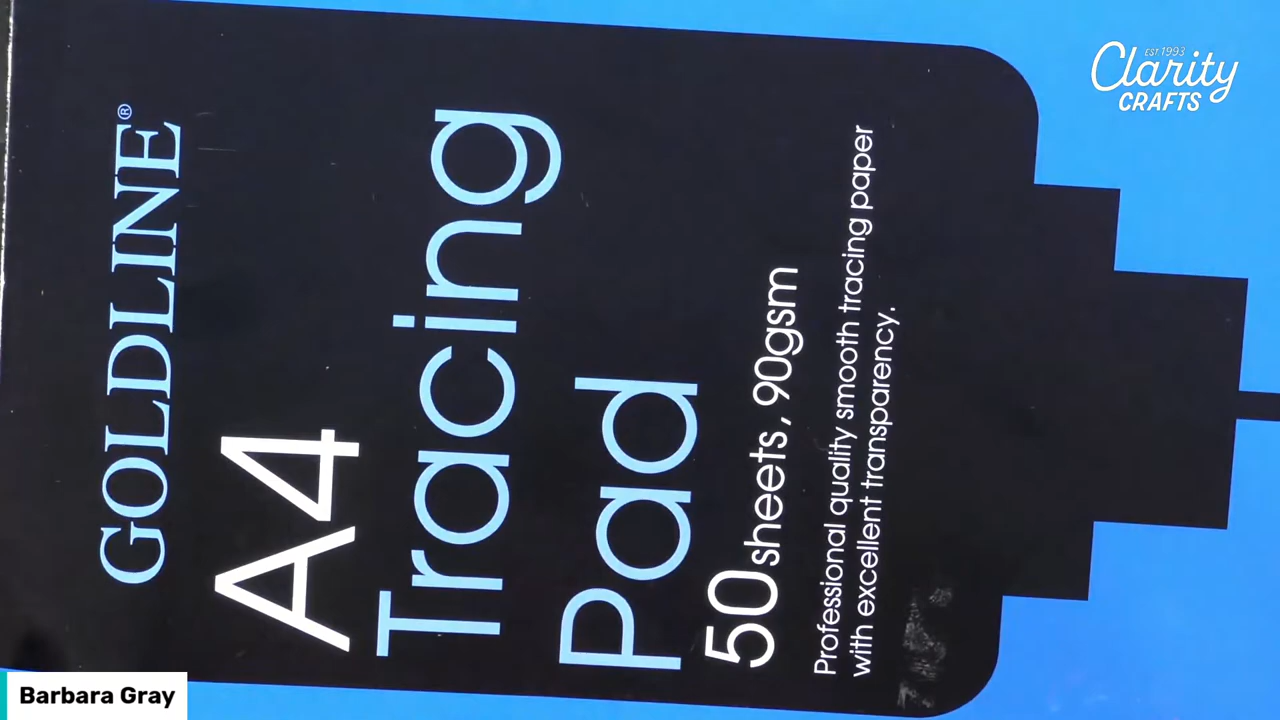 GOLDLINE®
A4
Tracing
Pad
50 sheets, 90gsm
Professional quality smooth tracing paper
with excellent transparency.
EST.1993
Clarity
CRAFTS
Barbara Gray